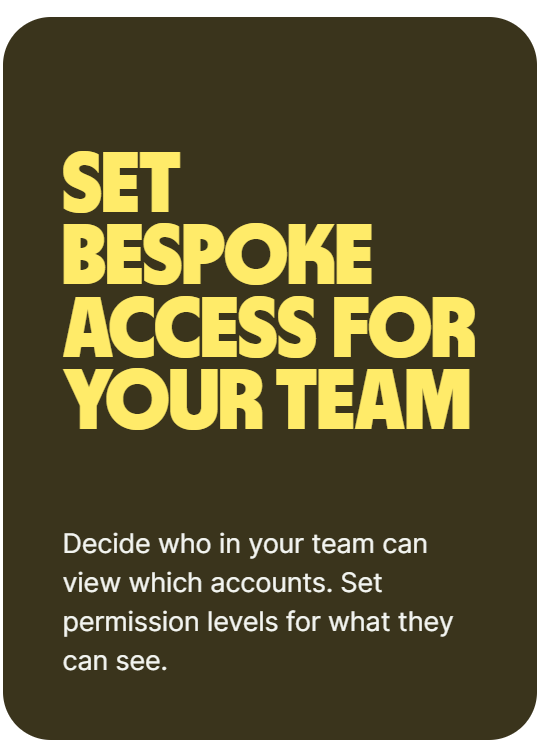 SET
BESPOKE
ACCESS FOR
YOUR TEAM
Decide who in your team can
view which accounts. Set
permission levels for what they
can see.